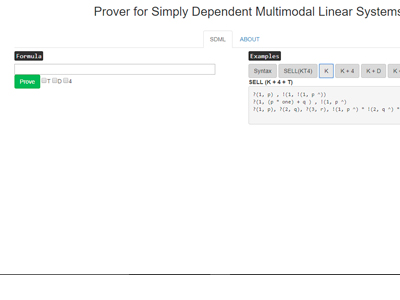 Prover for Simply Dependent Multimodal Linear Systems
SDML ABOUT
Formula
Examples
Prove T D 4
Syntax SELL(KT4) K K + 4 K + D
SELL (K + 4 + T)
?(1, p) , !(1, !(1, p ^))
?(1, (p * one) + q ) , !(1, p ^)
?(1, p), ?(2, q), ?(3, r), !(1, p ^) * !(2, q ^) *